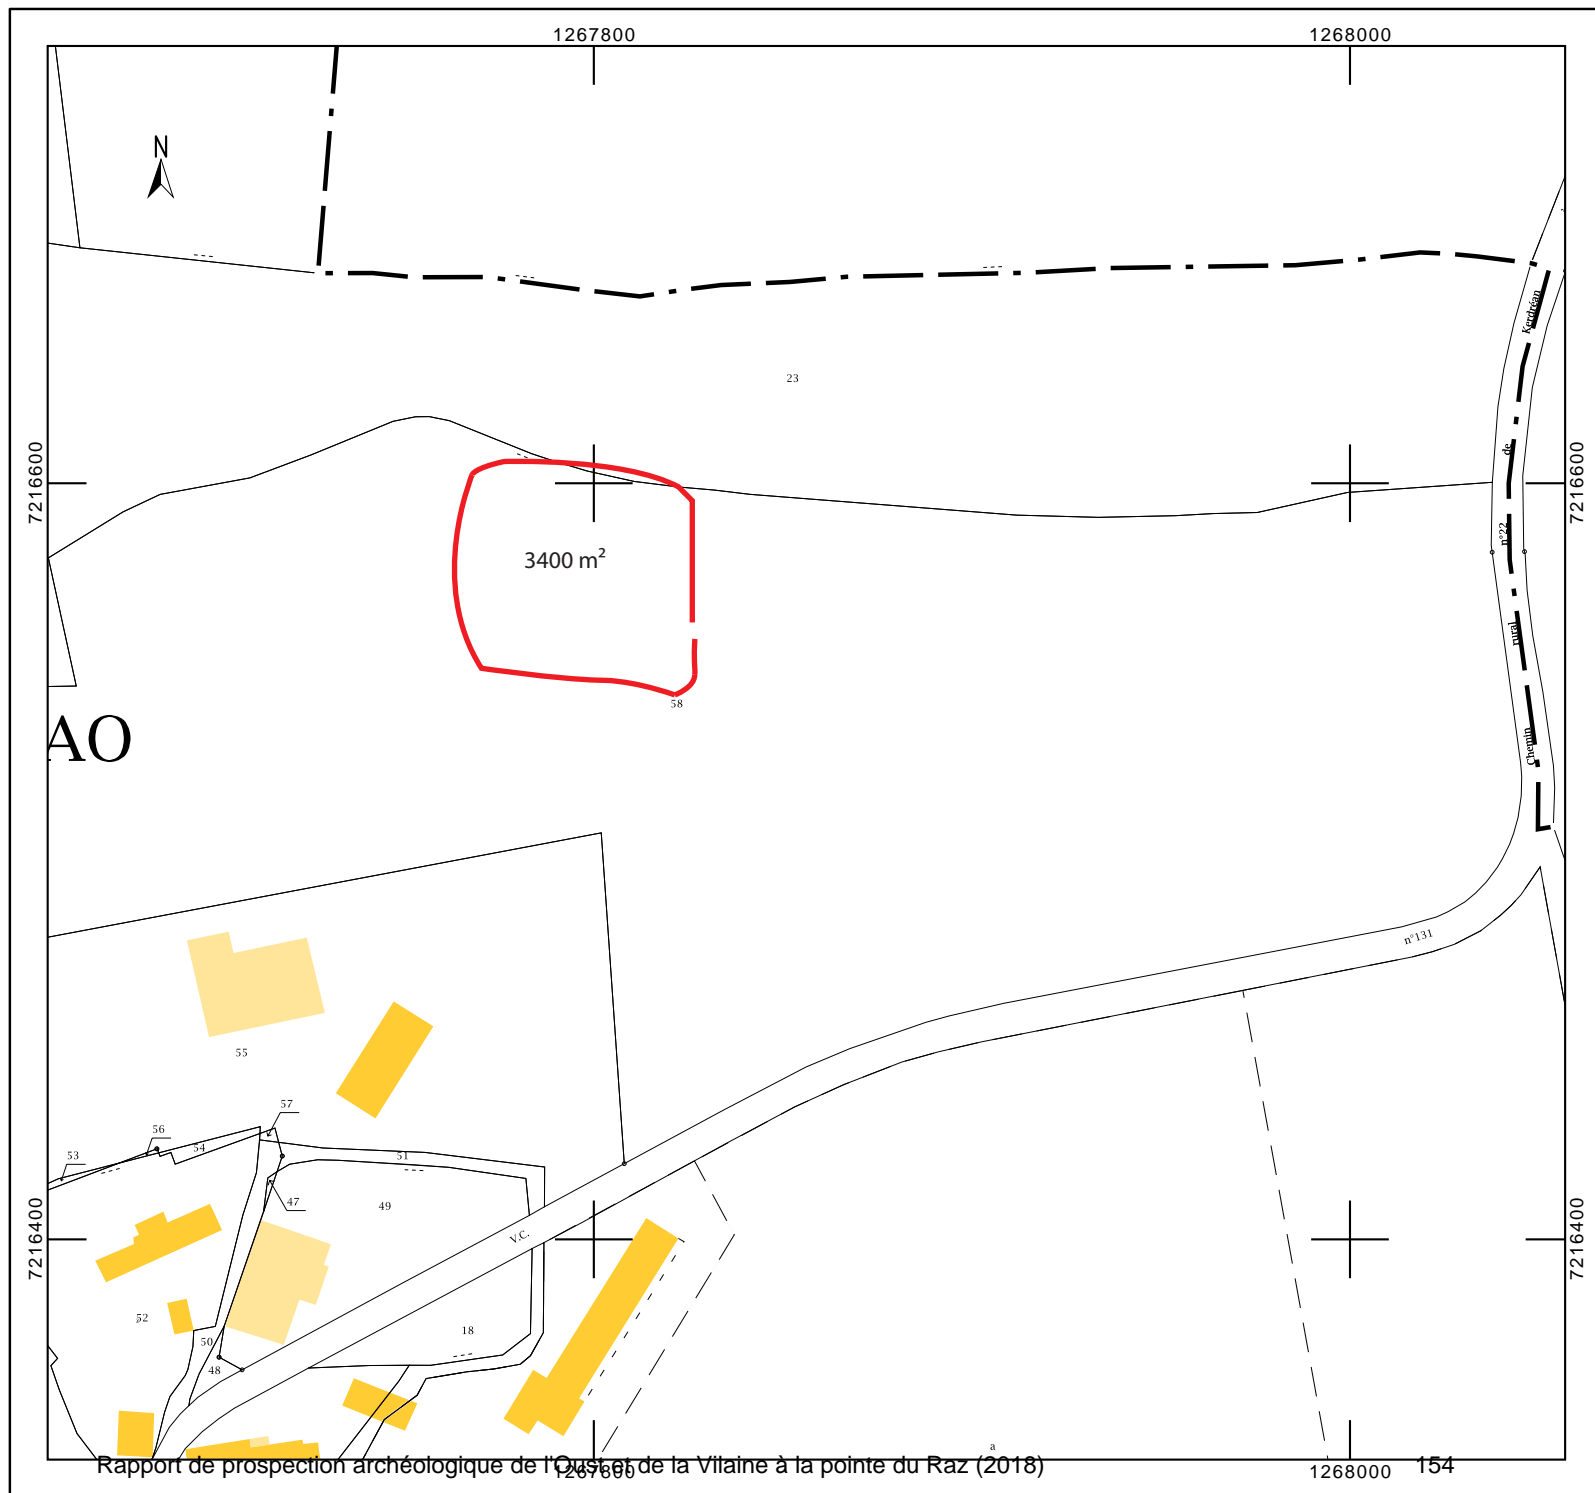 1267800 1268000
N
Kerdréan
23
de
7216600 7216600
n°22
3400 m²
rural
58
AO
Chemin
n°131
55
57
56
54
53
51
47
49
V.C.
7216400 7216400
52
18
50
48
a
Rapport de prospection archéologique de l'Oust et de la Vilaine à la pointe du Raz (2018) 154
1267800 1268000